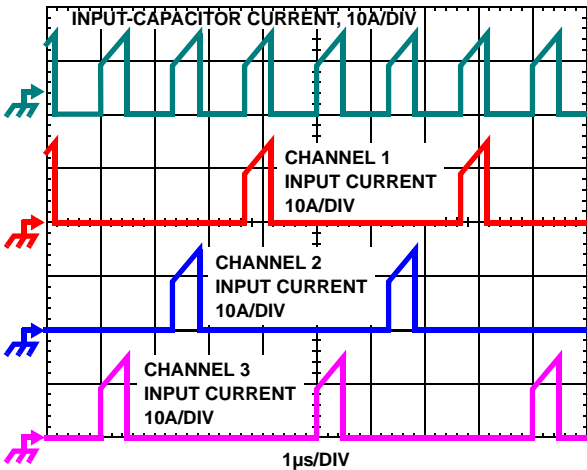 INPUT-CAPACITOR CURRENT, 10A/DIV
CHANNEL 1
INPUT CURRENT
10A/DIV
CHANNEL 2
INPUT CURRENT
10A/DIV
CHANNEL 3
INPUT CURRENT
10A/DIV
1µs/DIV